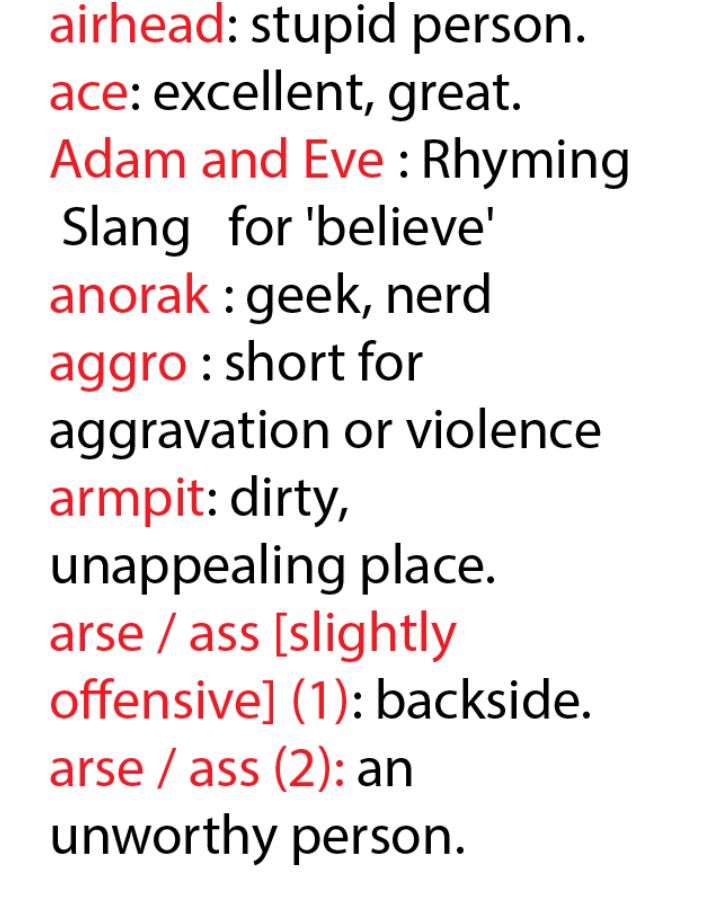 airhead: stupid person.
ace: excellent, great.
Adam and Eve : Rhyming
Slang for 'believe'
anorak : geek, nerd
aggro : short for
aggravation or violence
armpit: dirty,
unappealing place.
arse / ass [slightly
offensive] (1): backside.
arse / ass (2): an
unworthy person.